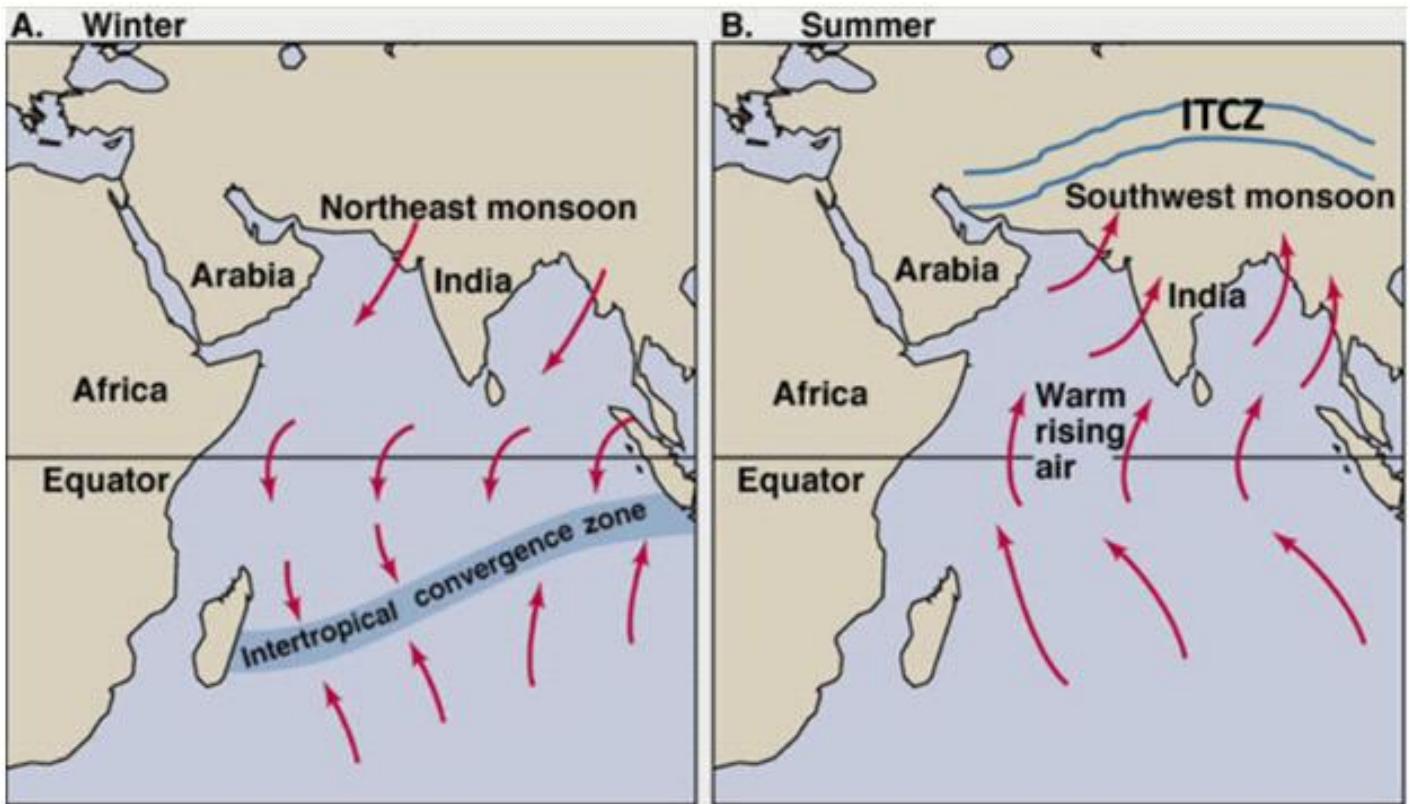 A. Winter
Northeast monsoon
Arabia
India
Africa
Equator
Intertropical convergence zone
B. Summer
ITCZ
Southwest monsoon
Arabia
India
Africa
Warm
rising
air
Equator